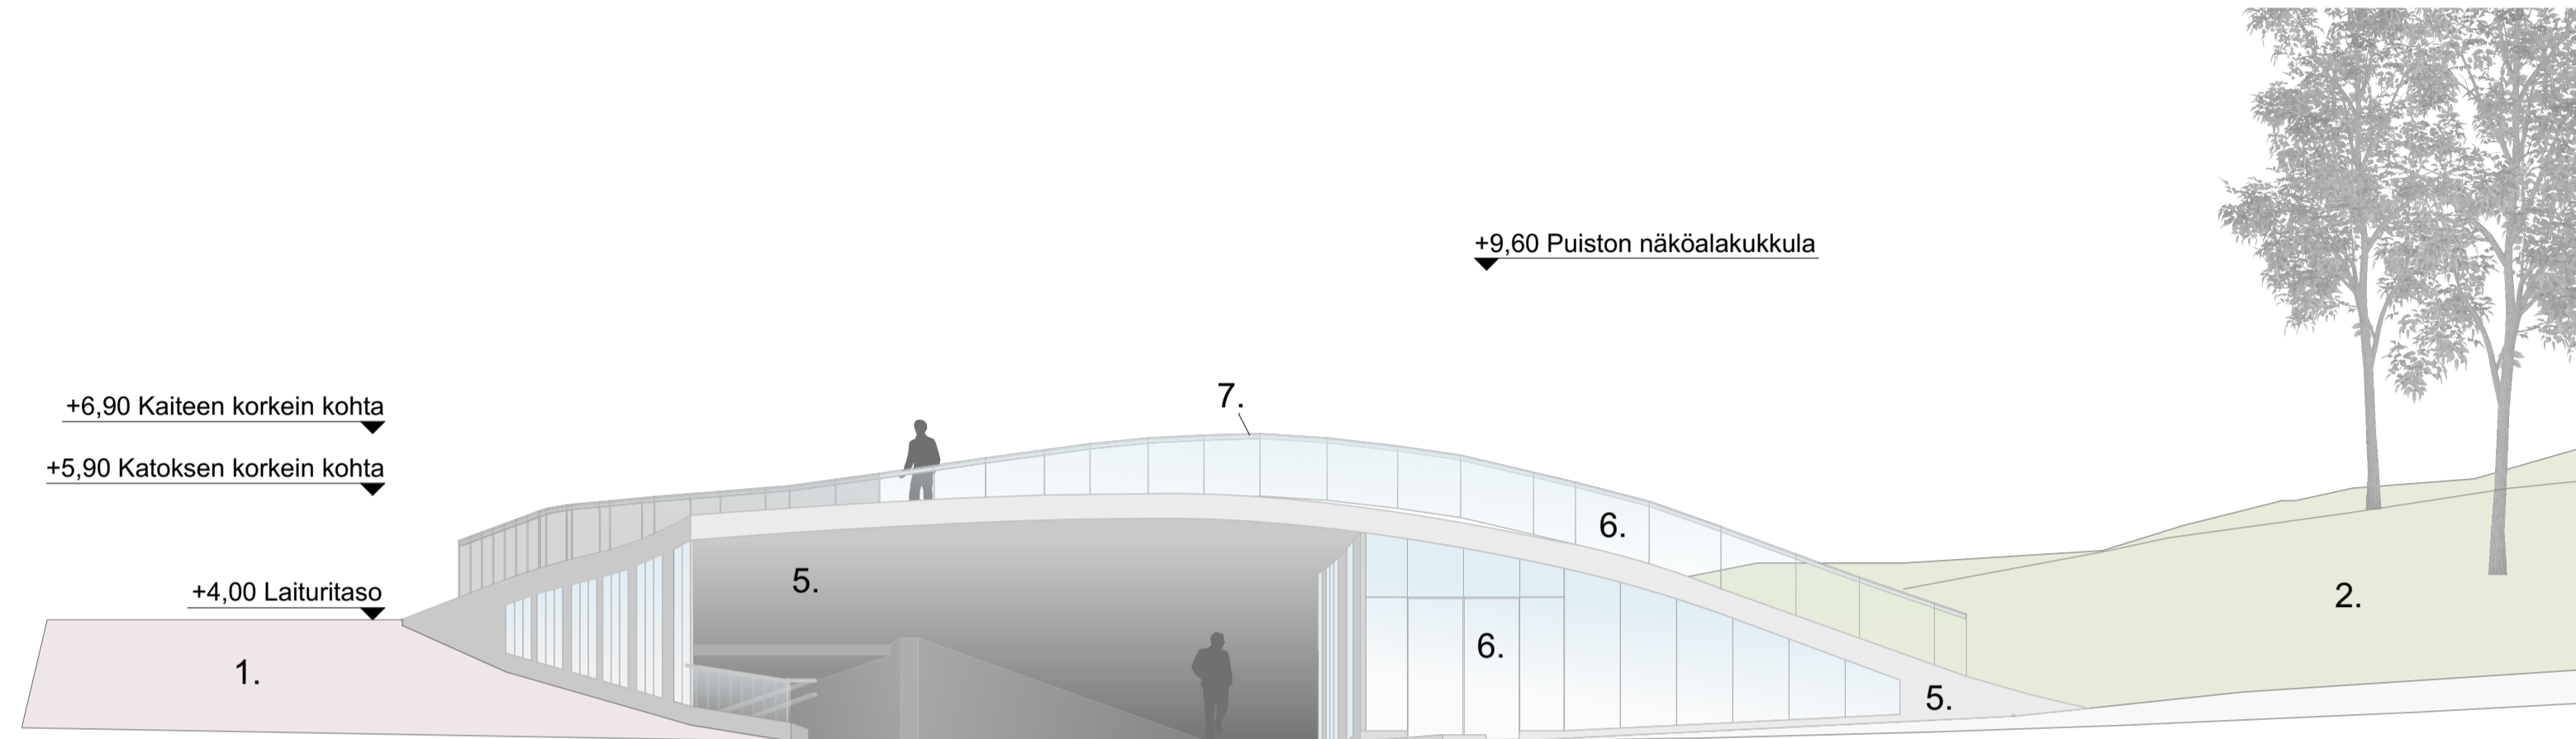 +9,60 Puiston näköalakukkula
7.
+6,90 Kaiteen korkein kohta
+5,90 Katoksen korkein kohta
6.
5.
+4,00 Laituritaso
2.
6.
1.
5.